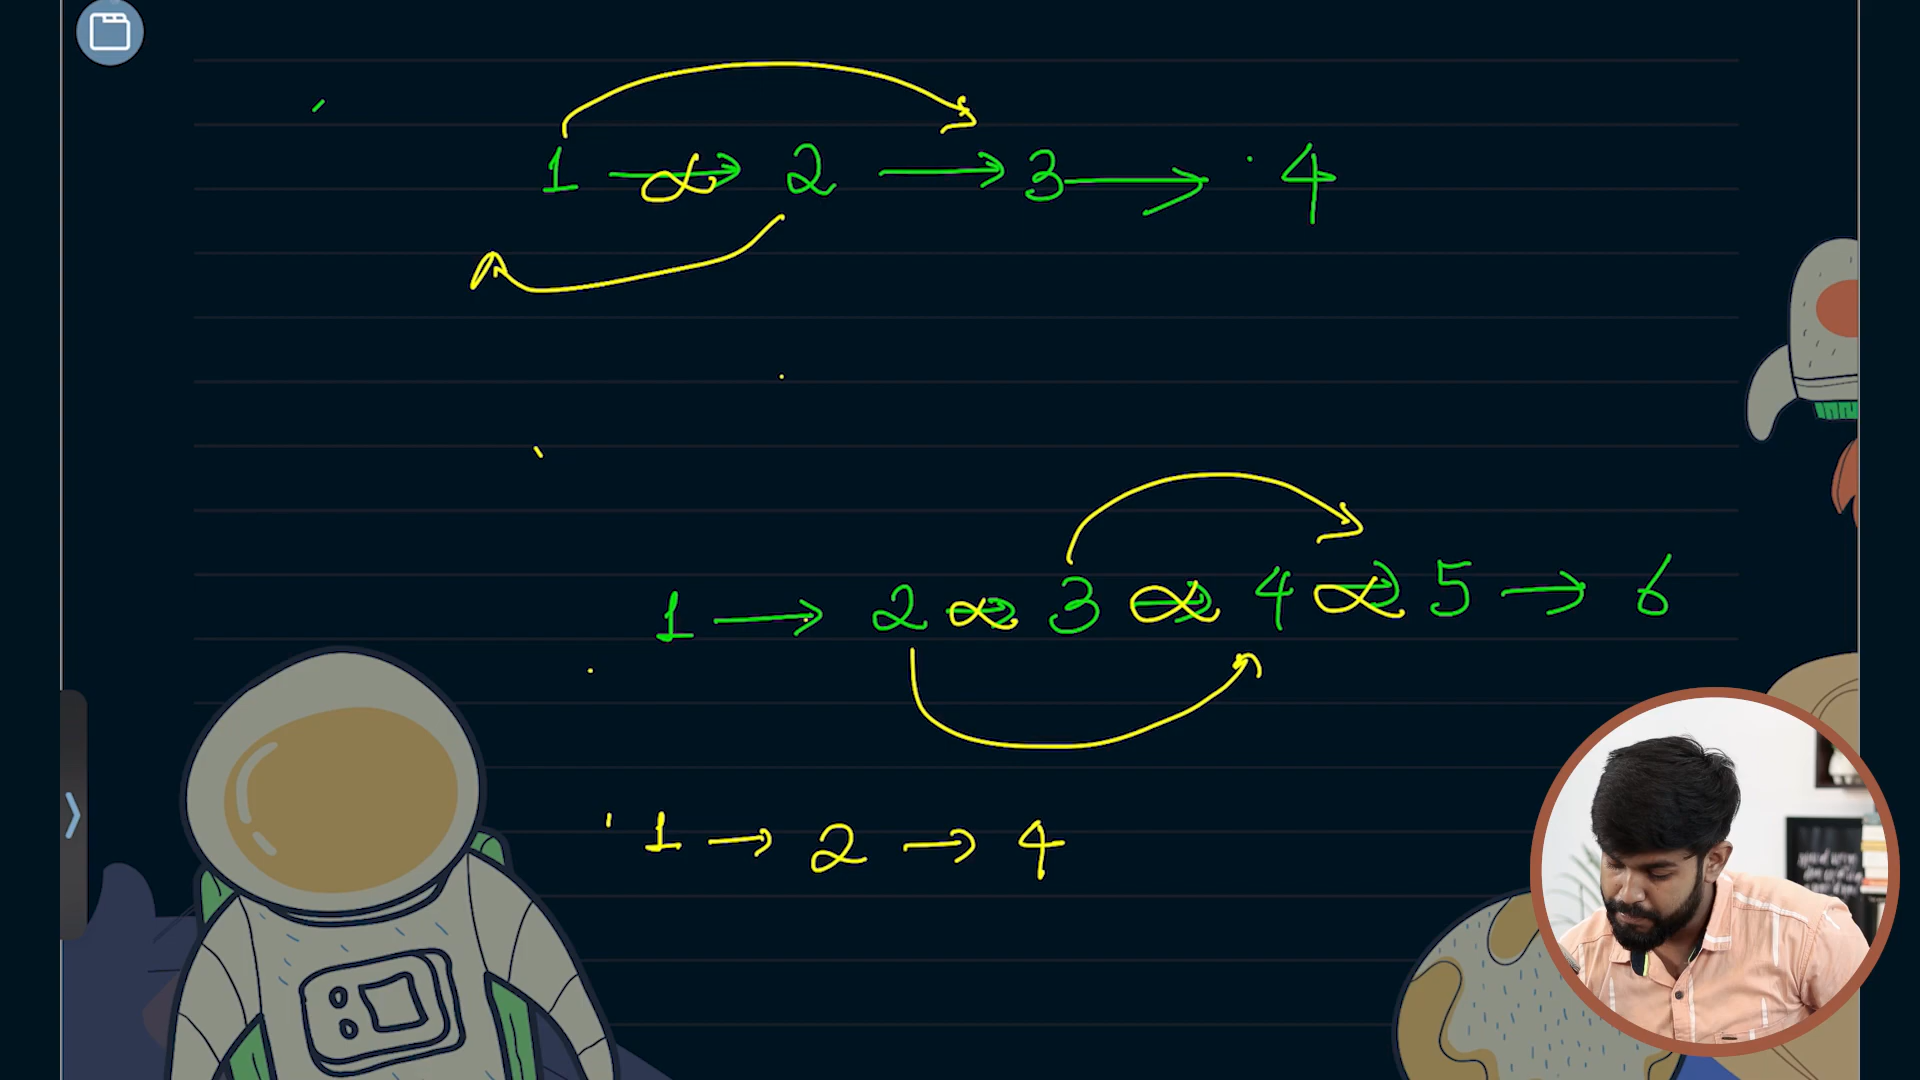 1 → 2 → 3 → 4
1 → 2 → 3 → 4 → 5 → 6
1 → 2 → 4